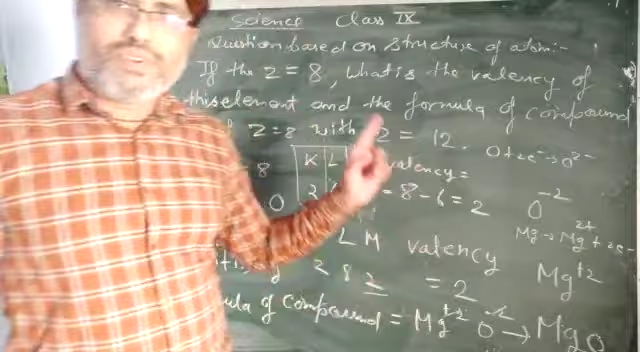 Science Class IX
Question based on structure of atom:-
If the Z = 8, what is the valency of
this element and the formula of compound
Z=8 with Z = 12.
O+2e⁻→O²⁻
8 K L valency =
O 2 = 8-6 = 2 O⁻²
Mg→Mg²⁺+2e⁻
L M valency Mg⁺²
2 8 2 = 2
of compound = Mg⁺² O⁻² → MgO